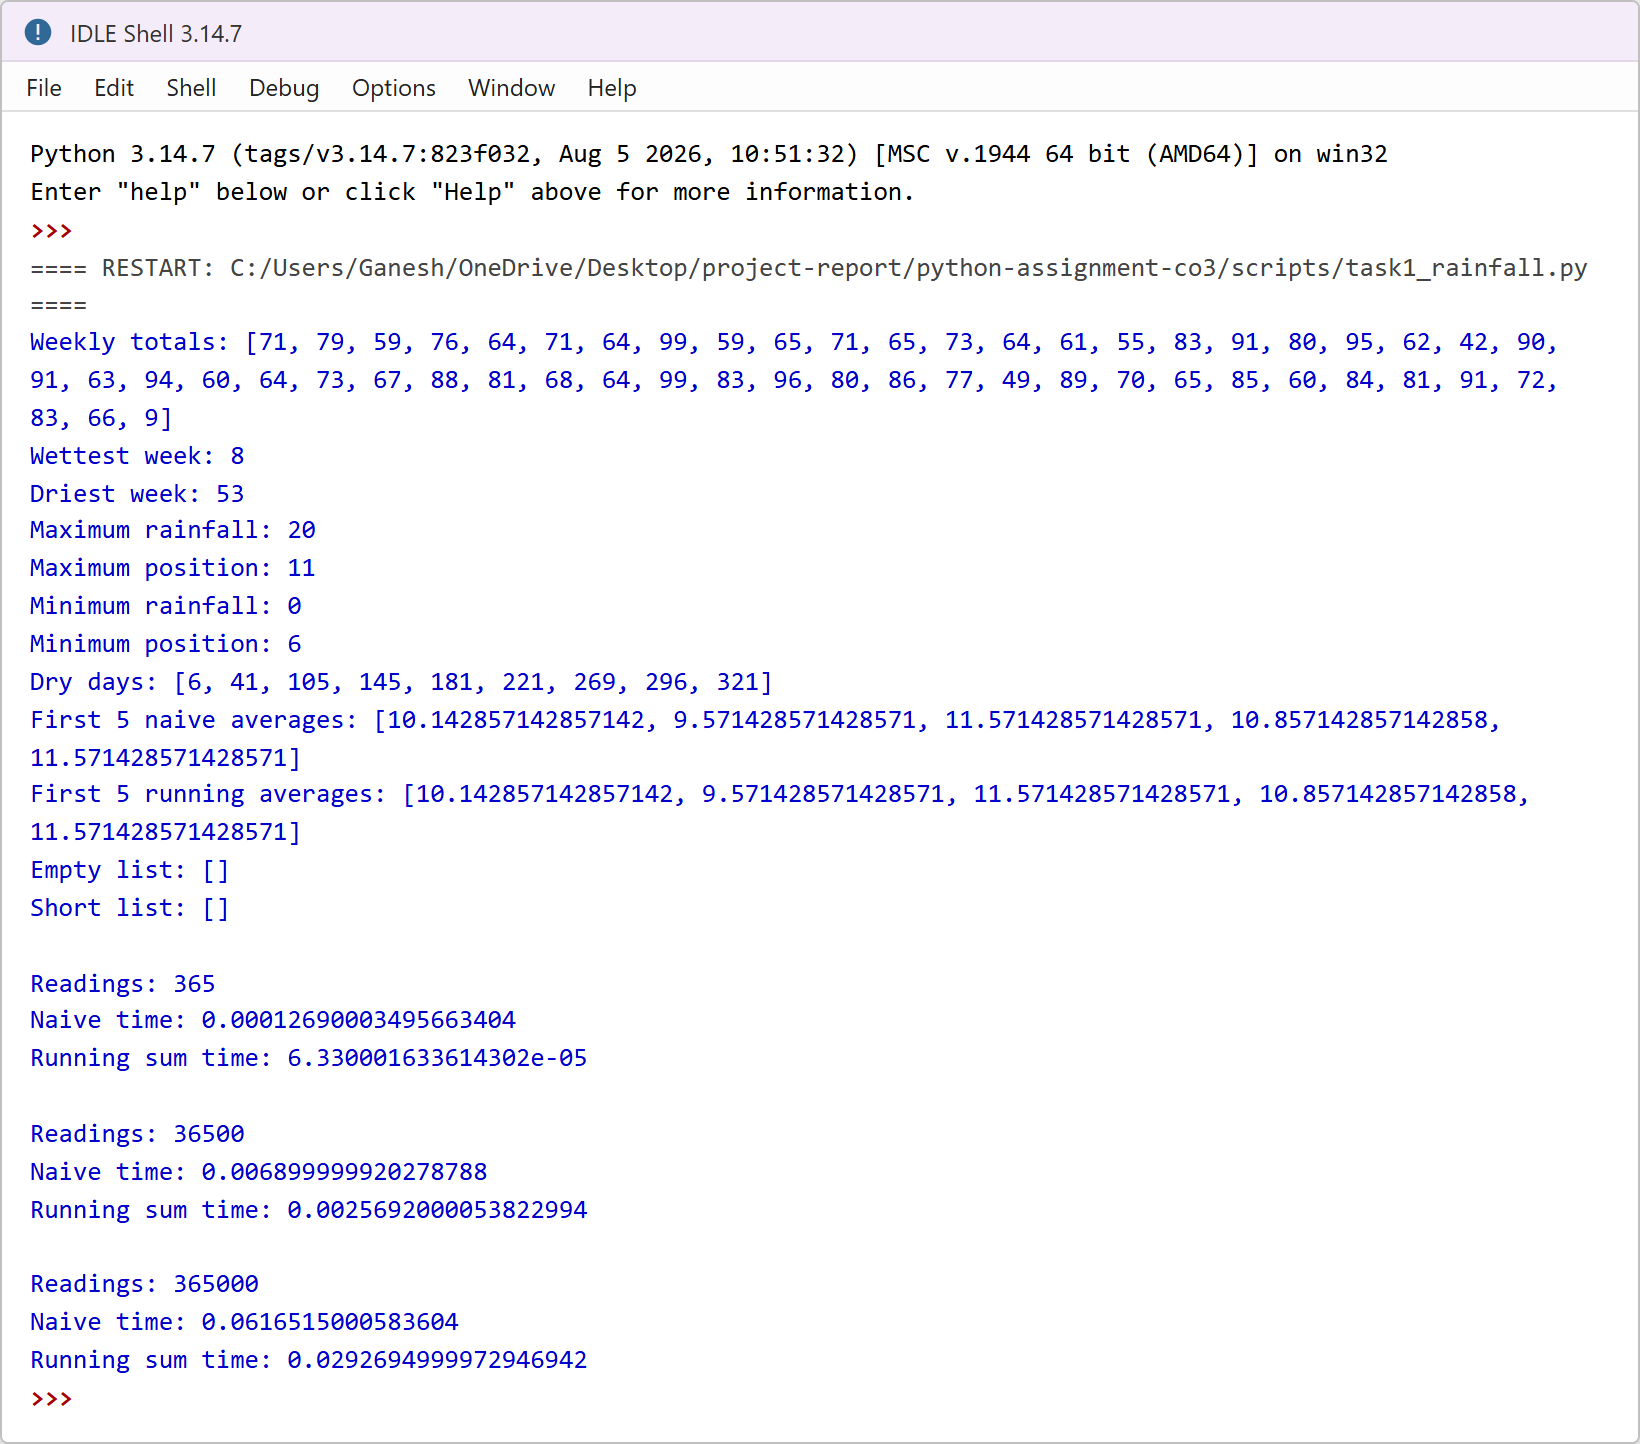 IDLE Shell 3.14.7
File Edit Shell Debug Options Window Help
Python 3.14.7 (tags/v3.14.7:823f032, Aug 5 2026, 10:51:32) [MSC v.1944 64 bit (AMD64)] on win32
Enter "help" below or click "Help" above for more information.
>>>
==== RESTART: C:/Users/Ganesh/OneDrive/Desktop/project-report/python-assignment-co3/scripts/task1_rainfall.py
====
Weekly totals: [71, 79, 59, 76, 64, 71, 64, 99, 59, 65, 71, 65, 73, 64, 61, 55, 83, 91, 80, 95, 62, 42, 90,
91, 63, 94, 60, 64, 73, 67, 88, 81, 68, 64, 99, 83, 96, 80, 86, 77, 49, 89, 70, 65, 85, 60, 84, 81, 91, 72,
83, 66, 9]
Wettest week: 8
Driest week: 53
Maximum rainfall: 20
Maximum position: 11
Minimum rainfall: 0
Minimum position: 6
Dry days: [6, 41, 105, 145, 181, 221, 269, 296, 321]
First 5 naive averages: [10.142857142857142, 9.571428571428571, 11.571428571428571, 10.857142857142858,
11.571428571428571]
First 5 running averages: [10.142857142857142, 9.571428571428571, 11.571428571428571, 10.857142857142858,
11.571428571428571]
Empty list: []
Short list: []
Readings: 365
Naive time: 0.00012690003495663404
Running sum time: 6.330001633614302e-05
Readings: 36500
Naive time: 0.006899999920278788
Running sum time: 0.0025692000053822994
Readings: 365000
Naive time: 0.0616515000583604
Running sum time: 0.0292694999972946942
>>>